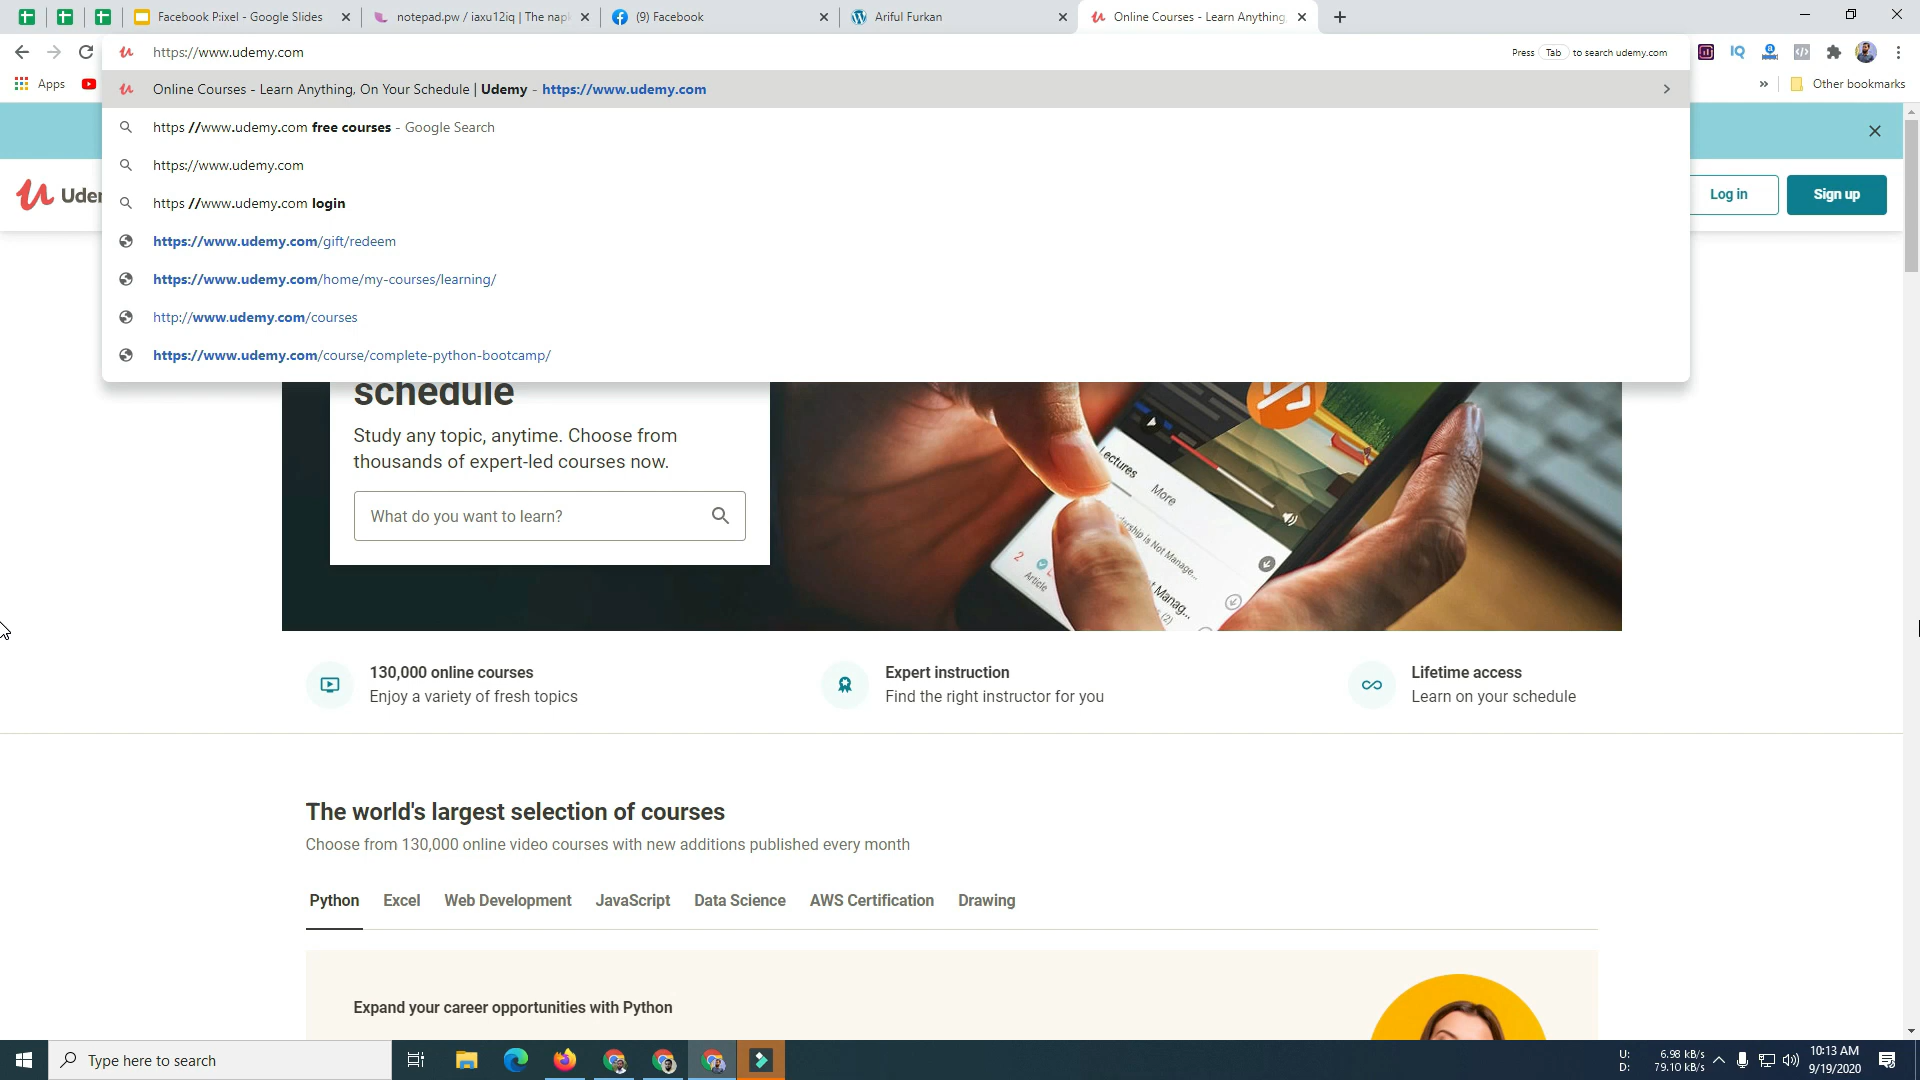 Facebook P:ixel - Google Slides
notepad.pw / iaxu12iq | The nap
(9) Facebook
Ariful Furkan
Online Courses - Learn Anything,
https://www.udemy.com
Press Tab to search udemy.com
Apps
Other bookmarks
Online Courses - Learn Anything, On Your Schedule | Udemy - https://www.udemy.com
https //www.udemy.com free courses - Google Search
https://www.udemy.com
https //www.udemy.com login
https://www.udemy.com/gift/redeem
https://www.udemy.com/home/my-courses/learning/
http://www.udemy.com/courses
https://www.udemy.com/course/complete-python-bootcamp/
Log in
Sign up
schedule
Study any topic, anytime. Choose from
thousands of expert-led courses now.
What do you want to learn?
Lectures
More
2
Article
130,000 online courses
Enjoy a variety of fresh topics
Expert instruction
Find the right instructor for you
Lifetime access
Learn on your schedule
The world's largest selection of courses
Choose from 130,000 online video courses with new additions published every month
Python Excel Web Development JavaScript Data Science AWS Certification Drawing
Expand your career opportunities with Python
Type here to search
U: 6.98 kB/s
D: 79.10 kB/s
10:13 AM
9/19/2020